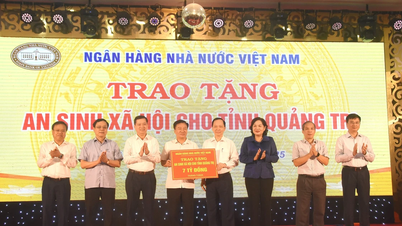 NGÂN HÀNG NHÀ NƯỚC VIỆT NAM
TRAO TẶNG
AN SINH XÃ HỘI CHO TỈNH QUẢNG TRỊ
TRAO TẶNG
7 TỶ ĐỒNG